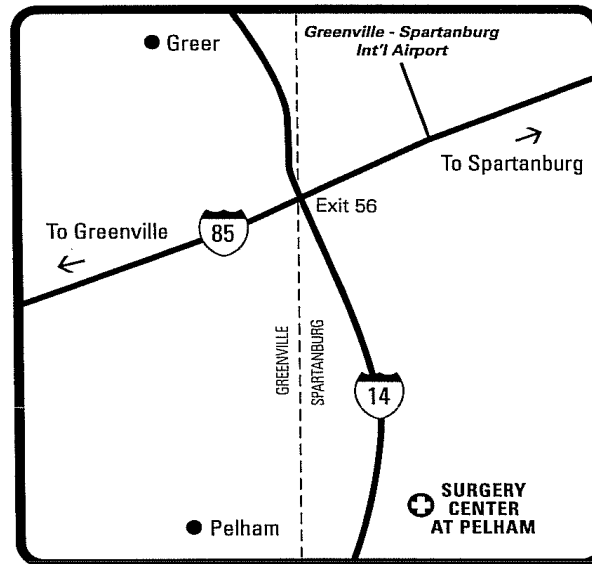 Greer
Greenville - Spartanburg
Int'l Airport
To Spartanburg
Exit 56
To Greenville
85
GREENVILLE
SPARTANBURG
14
SURGERY
CENTER
AT PELHAM
Pelham